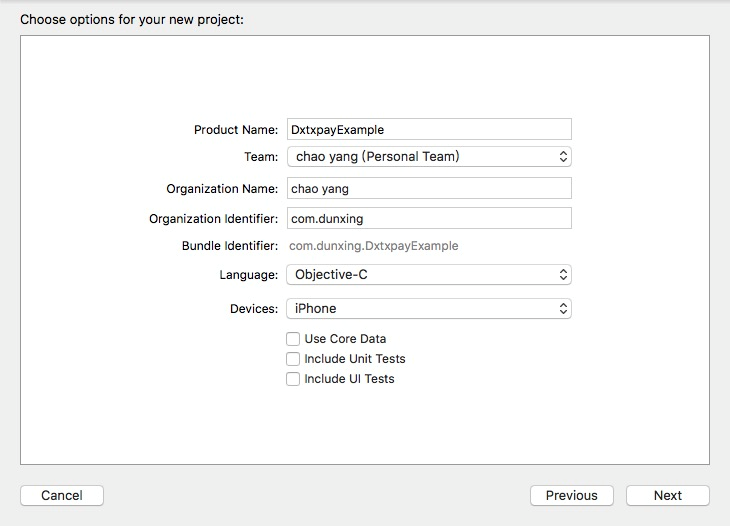 Choose options for your new project:
Product Name: DxtxpayExample
Team: chao yang (Personal Team)
Organization Name: chao yang
Organization Identifier: com.dunxing
Bundle Identifier: com.dunxing.DxtxpayExample
Language: Objective-C
Devices: iPhone
Use Core Data
Include Unit Tests
Include UI Tests
Cancel Previous Next